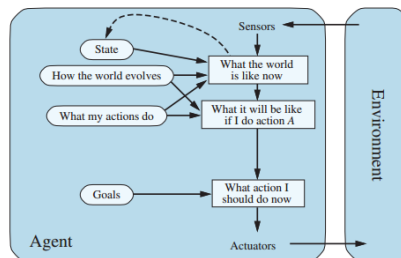 Sensors
State
What the world
is like now
How the world evolves
What my actions do
What it will be like
if I do action A
Goals
What action I
should do now
Agent
Actuators
Environment